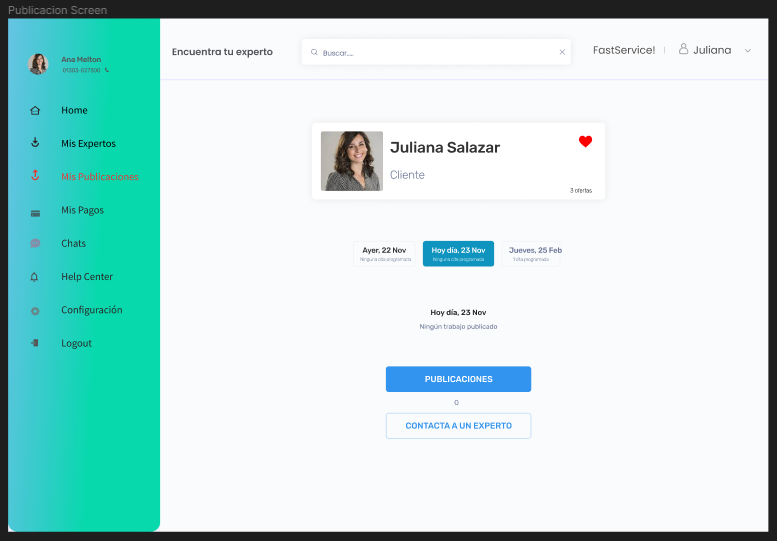 Publicacion Screen
Ana Melton
01303-027300
Home
Mis Expertos
Mis Publicaciones
Mis Pagos
Chats
Help Center
Configuración
Logout
Encuentra tu experto
Buscar....
FastService!
Juliana
Juliana Salazar
Cliente
3 ofertas
Ayer, 22 Nov
Ninguna cita programada
Hoy día, 23 Nov
Ninguna cita programada
Jueves, 25 Feb
1 cita programada
Hoy día, 23 Nov
Ningún trabajo publicado
PUBLICACIONES
O
CONTACTA A UN EXPERTO